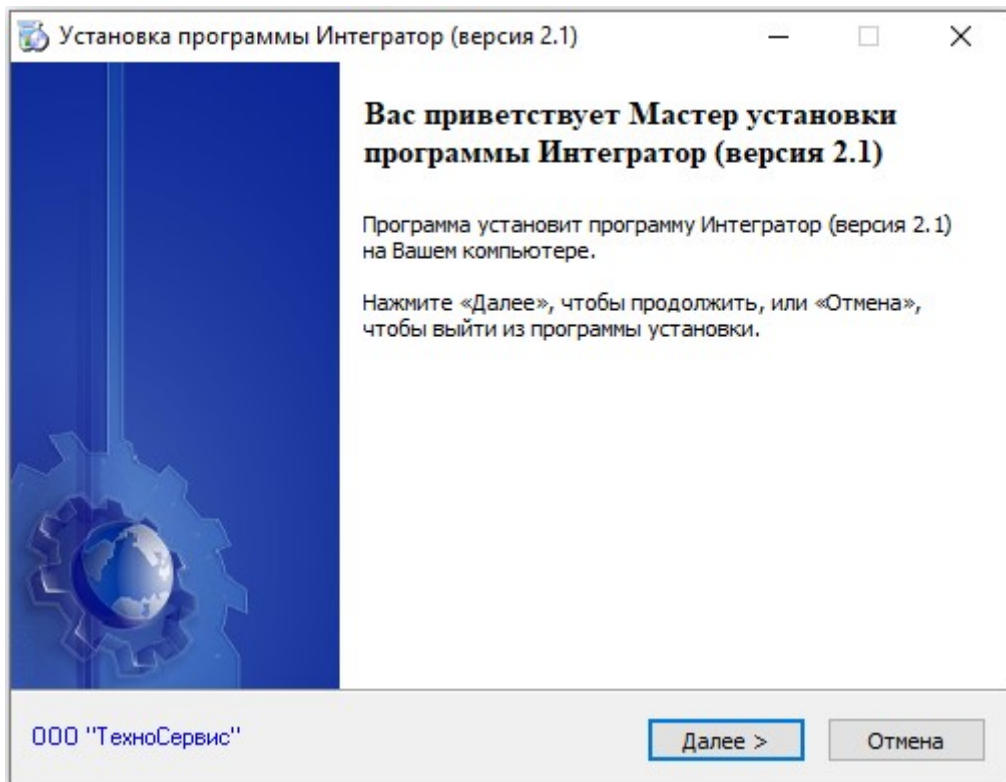 Установка программы Интегратор (версия 2.1)
Вас приветствует Мастер установки
программы Интегратор (версия 2.1)
Программа установит программу Интегратор (версия 2.1)
на Вашем компьютере.
Нажмите «Далее», чтобы продолжить, или «Отмена»,
чтобы выйти из программы установки.
ООО "ТехноСервис"
Далее >
Отмена